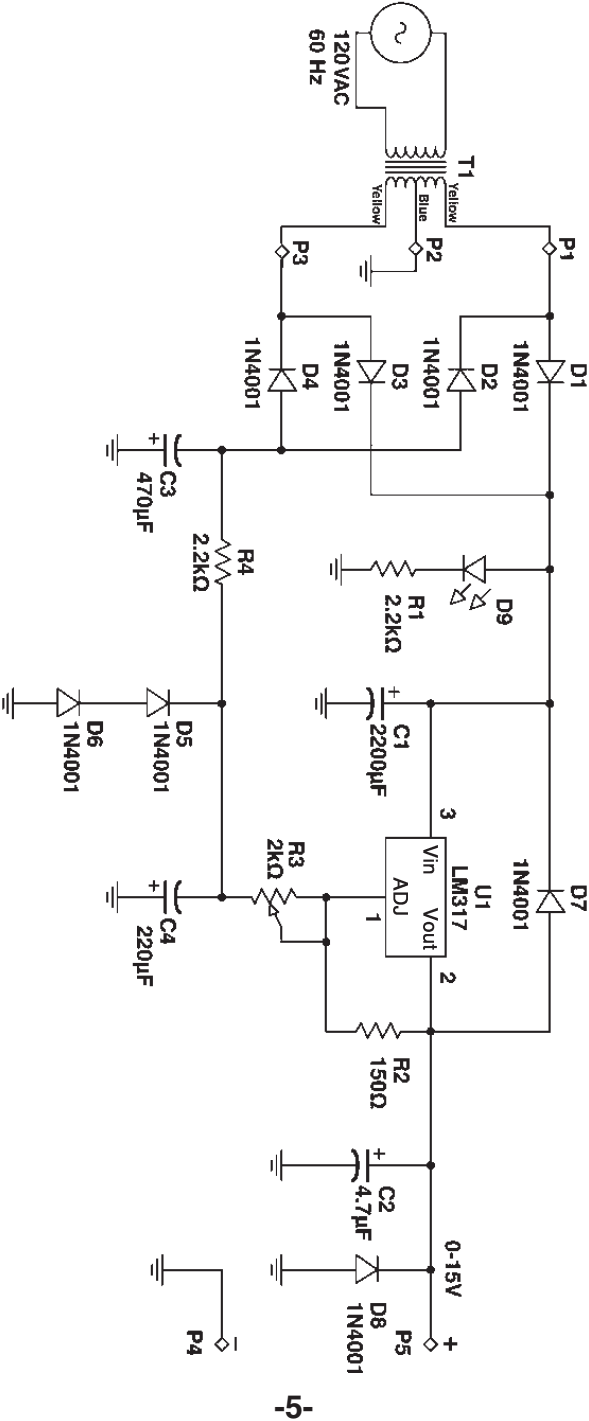 120VAC
60 Hz
T1
Yellow
Blue
Yellow
P1
P2
P3
D1
1N4001
D2
1N4001
D3
1N4001
D4
1N4001
+
C3
470µF
R4
2.2kΩ
D9
R1
2.2kΩ
+
C1
2200µF
D5
1N4001
D6
1N4001
3
Vin
LM317
U1
ADJ
Vout
1
2
D7
1N4001
R3
2kΩ
+
C4
220µF
R2
150Ω
+
C2
4.7µF
0-15V
D8
1N4001
P5
+
P4
–
-5-